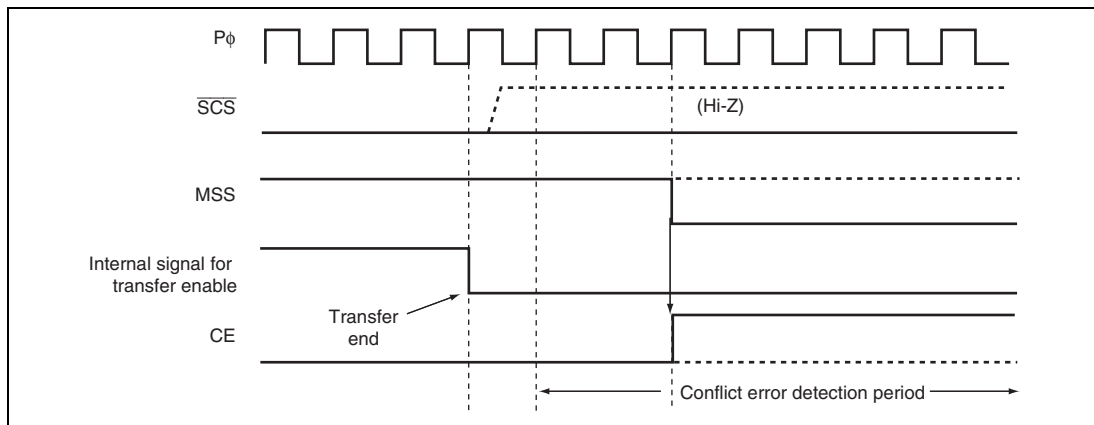 Pϕ
SCS
(Hi-Z)
MSS
Internal signal for
transfer enable
Transfer
end
CE
Conflict error detection period